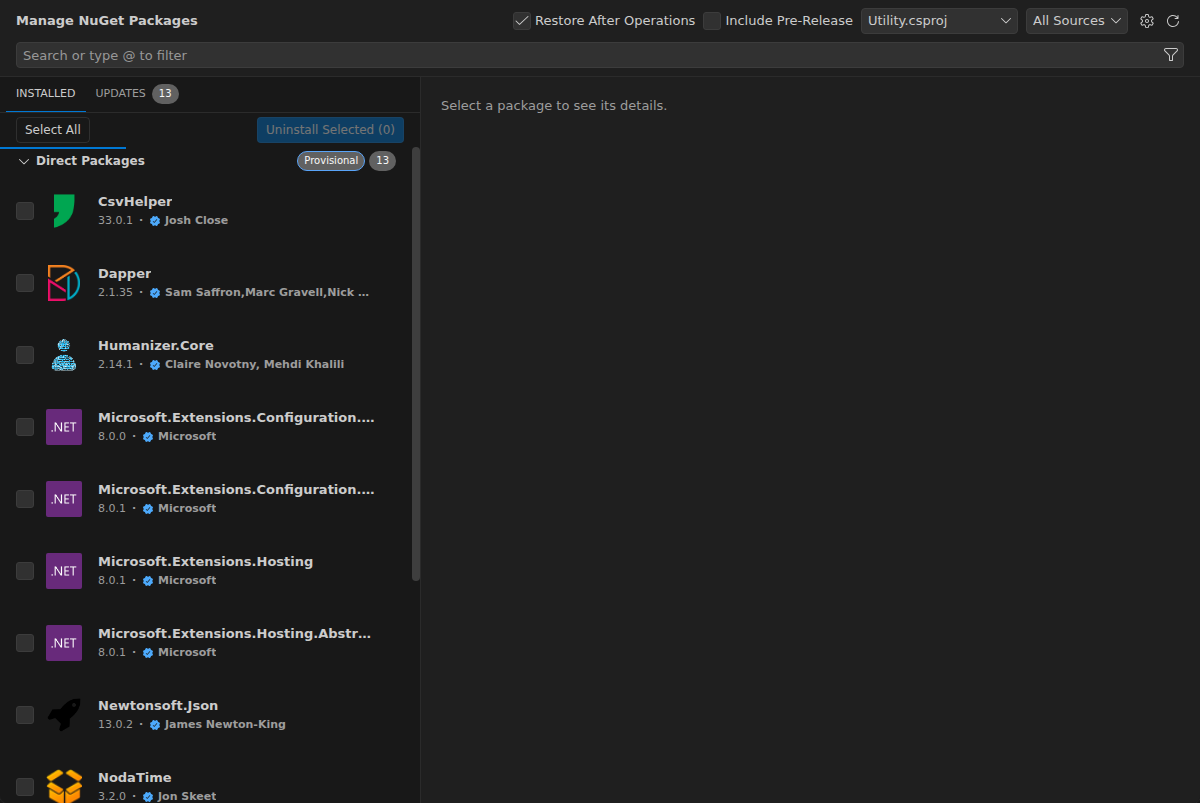 Manage NuGet Packages
Restore After Operations
Include Pre-Release
Utility.csproj
All Sources
Search or type @ to filter
INSTALLED
UPDATES 13
Select All
Uninstall Selected (0)
Select a package to see its details.
Direct Packages
Provisional
13
CsvHelper
33.0.1 · Josh Close
Dapper
2.1.35 · Sam Saffron,Marc Gravell,Nick …
Humanizer.Core
2.14.1 · Claire Novotny, Mehdi Khalili
.NET
Microsoft.Extensions.Configuration.…
8.0.0 · Microsoft
.NET
Microsoft.Extensions.Configuration.…
8.0.1 · Microsoft
.NET
Microsoft.Extensions.Hosting
8.0.1 · Microsoft
.NET
Microsoft.Extensions.Hosting.Abstr…
8.0.1 · Microsoft
Newtonsoft.Json
13.0.2 · James Newton-King
NodaTime
3.2.0 · Jon Skeet